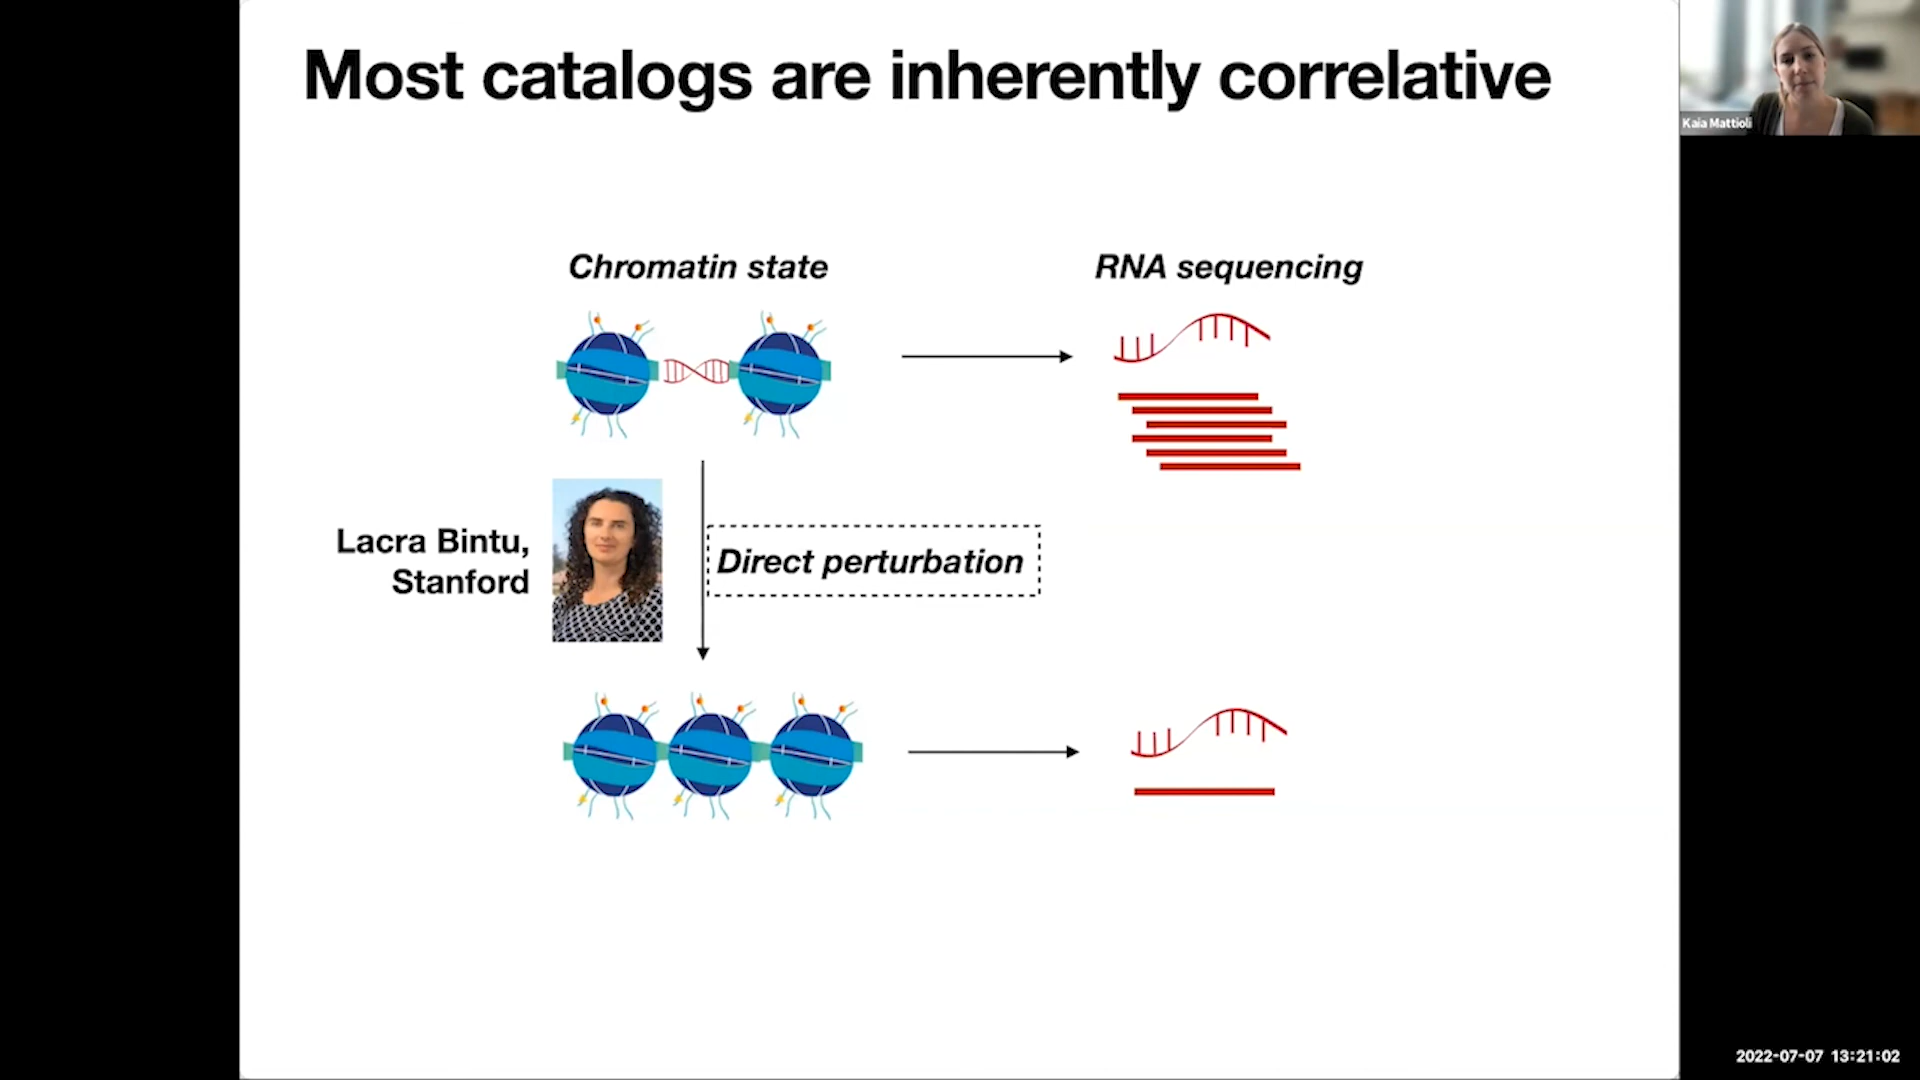 Most catalogs are inherently correlative
Kaia Mattioli
Chromatin state
RNA sequencing
Lacra Bintu,
Stanford
Direct perturbation
2022-07-07 13:21:02